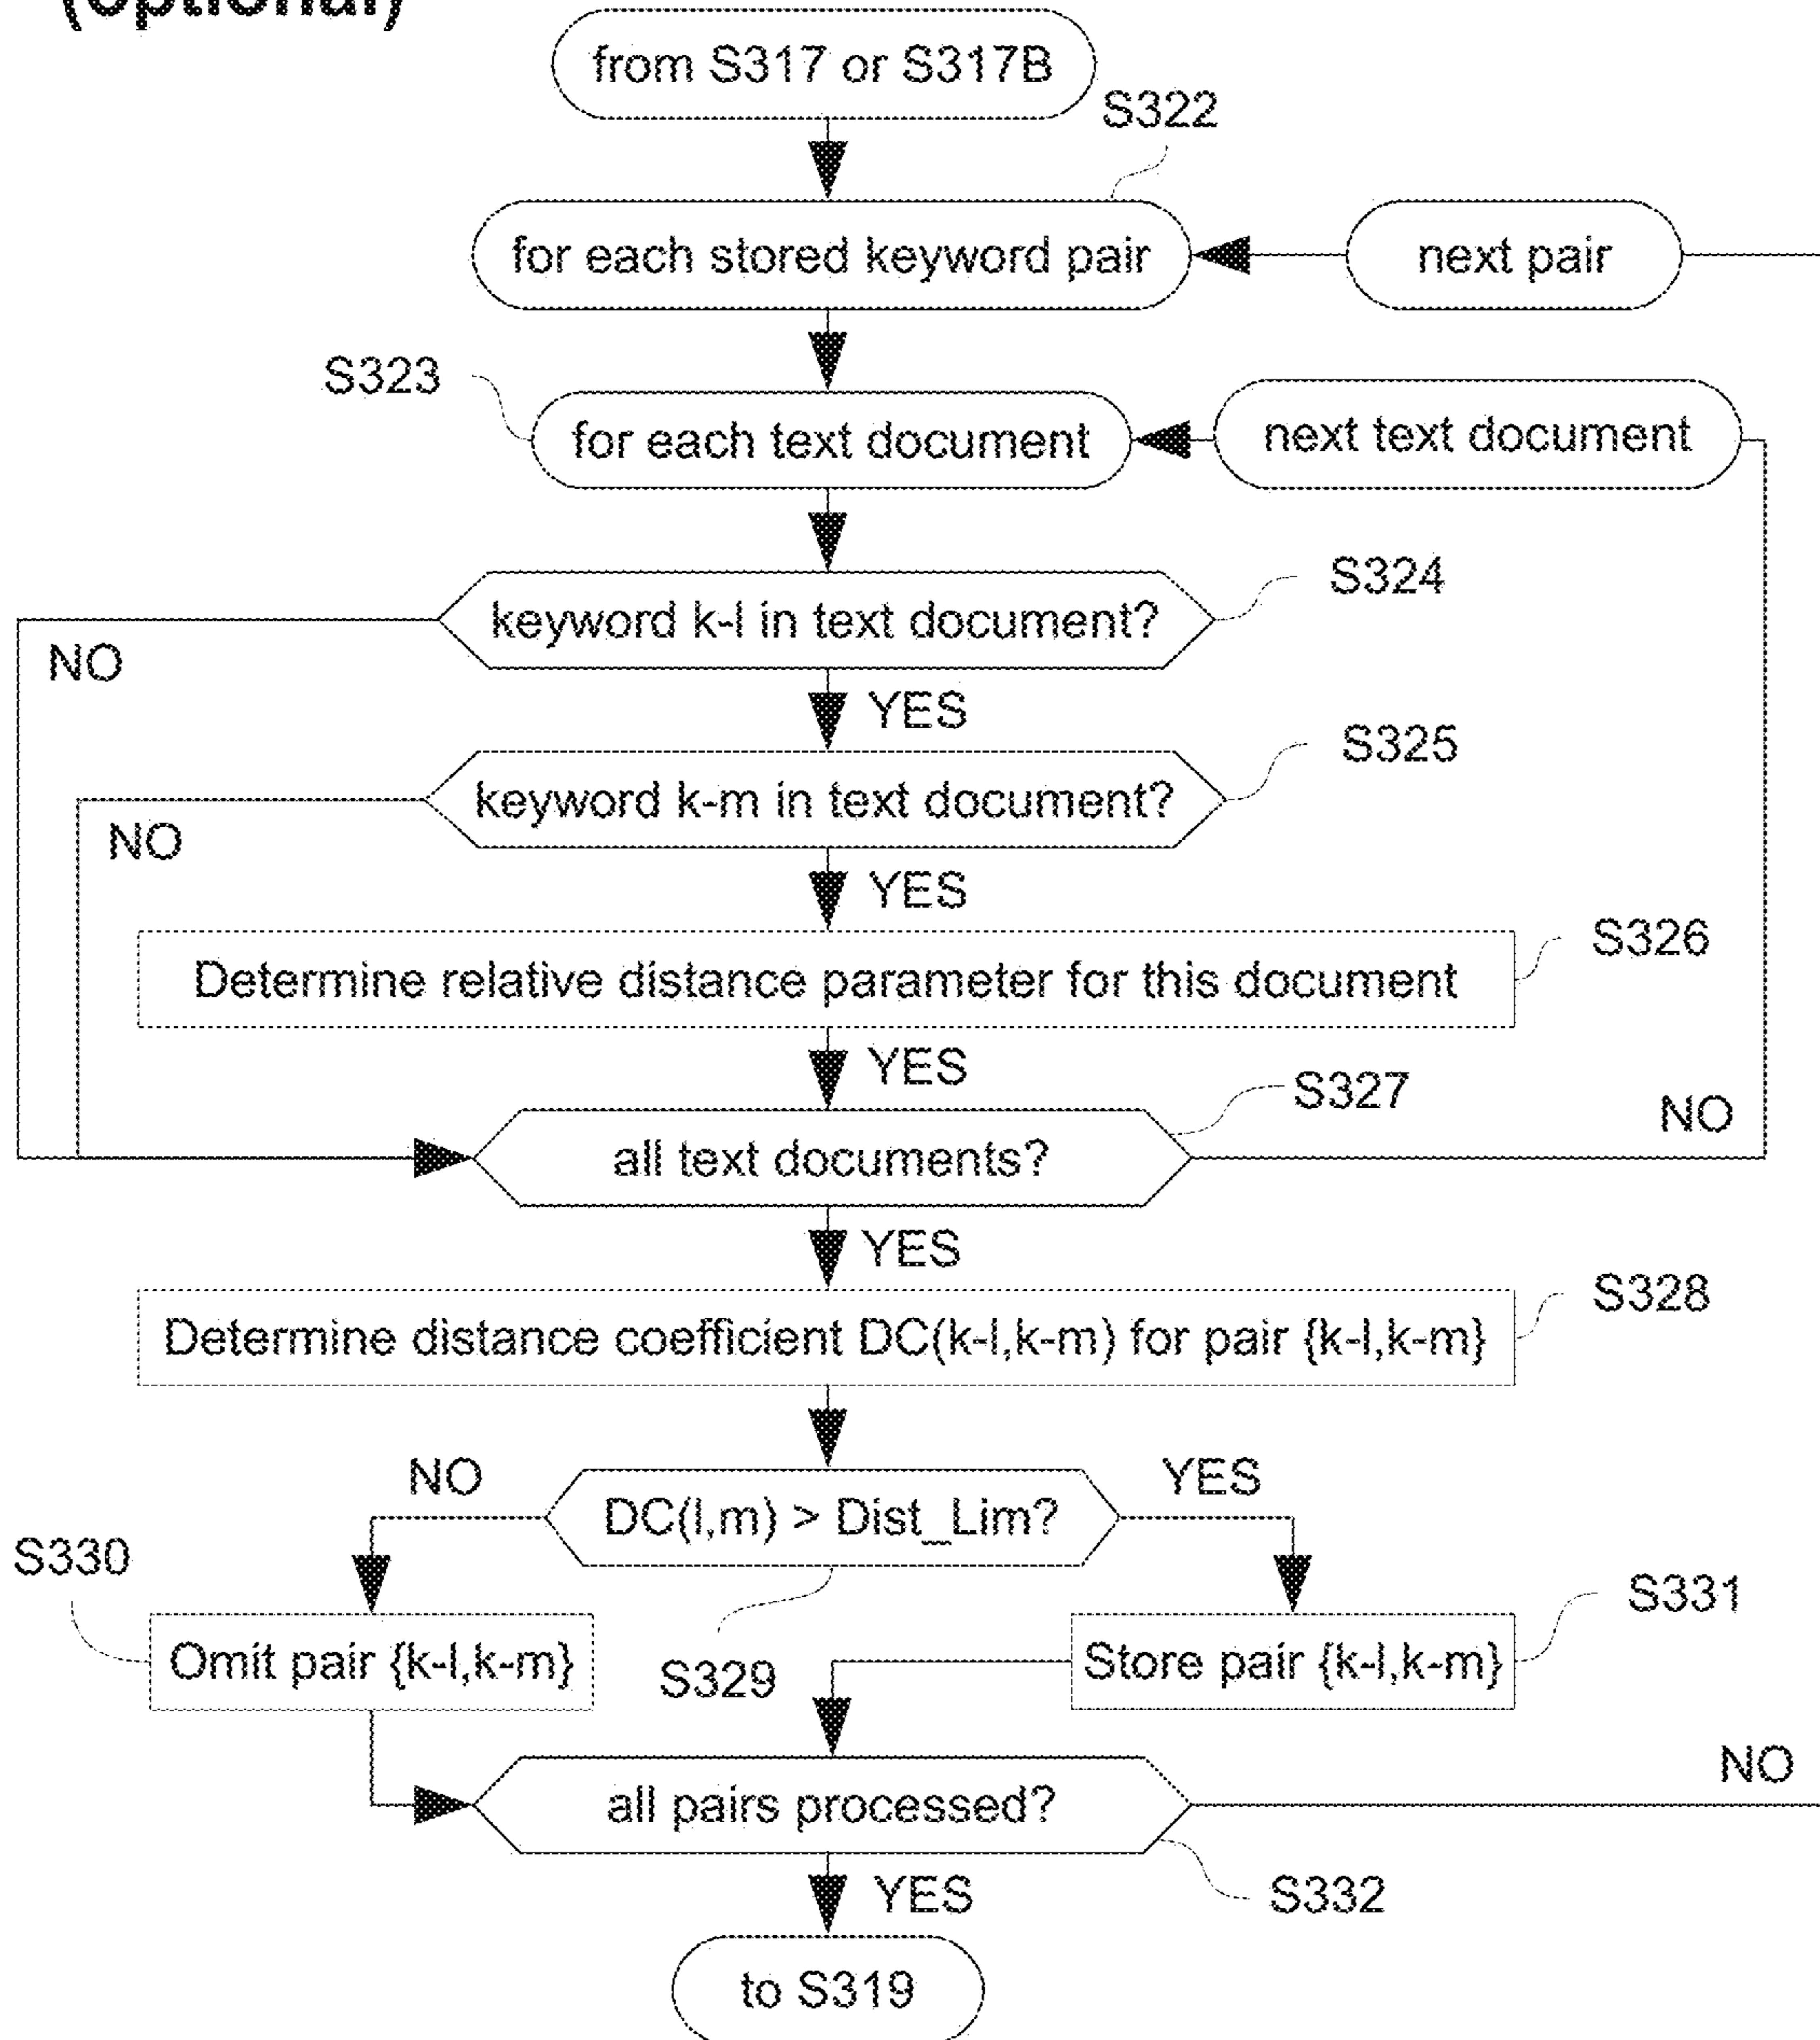 (optional)
from S317 or S317B
S322
for each stored keyword pair
next pair
S323
for each text document
next text document
S324
keyword k-l in text document?
NO
YES
S325
keyword k-m in text document?
NO
YES
S326
Determine relative distance parameter for this document
YES
S327
NO
all text documents?
YES
S328
Determine distance coefficient DC(k-l,k-m) for pair {k-l,k-m}
NO
YES
DC(l,m) > Dist_Lim?
S330
S331
Omit pair {k-l,k-m}
S329
Store pair {k-l,k-m}
NO
all pairs processed?
YES
S332
to S319